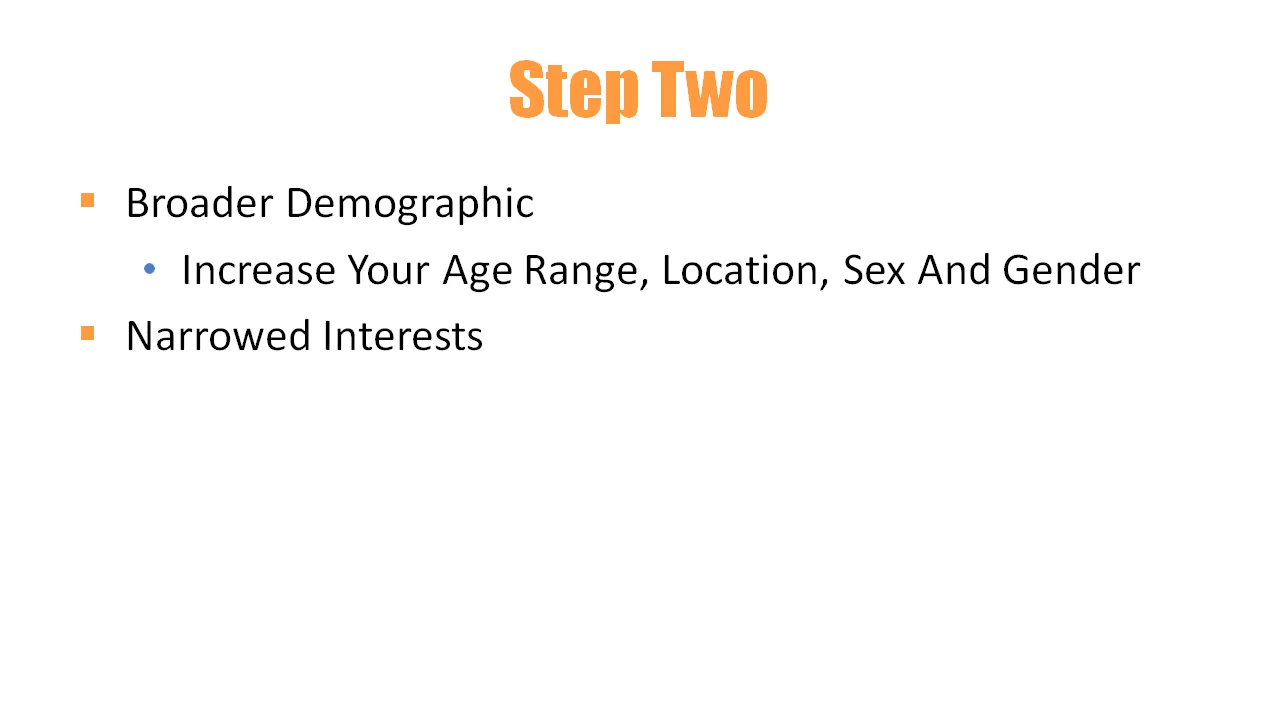 Step Two
Broader Demographic
Increase Your Age Range, Location, Sex And Gender
Narrowed Interests